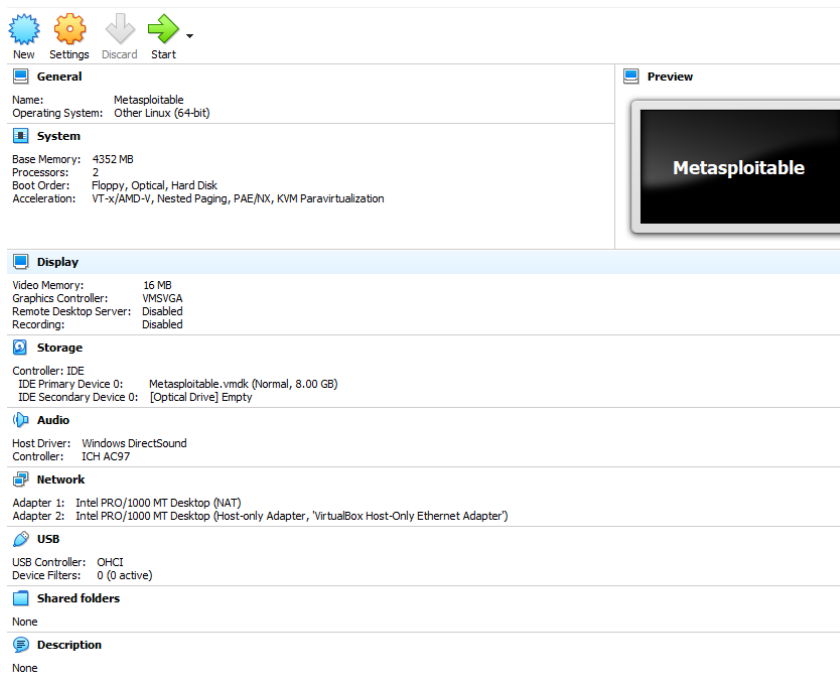 New Settings Discard Start
General
Name: Metasploitable
Operating System: Other Linux (64-bit)
Preview
Metasploitable
System
Base Memory: 4352 MB
Processors: 2
Boot Order: Floppy, Optical, Hard Disk
Acceleration: VT-x/AMD-V, Nested Paging, PAE/NX, KVM Paravirtualization
Display
Video Memory: 16 MB
Graphics Controller: VMSVGA
Remote Desktop Server: Disabled
Recording: Disabled
Storage
Controller: IDE
IDE Primary Device 0: Metasploitable.vmdk (Normal, 8.00 GB)
IDE Secondary Device 0: [Optical Drive] Empty
Audio
Host Driver: Windows DirectSound
Controller: ICH AC97
Network
Adapter 1: Intel PRO/1000 MT Desktop (NAT)
Adapter 2: Intel PRO/1000 MT Desktop (Host-only Adapter, 'VirtualBox Host-Only Ethernet Adapter')
USB
USB Controller: OHCI
Device Filters: 0 (0 active)
Shared folders
None
Description
None